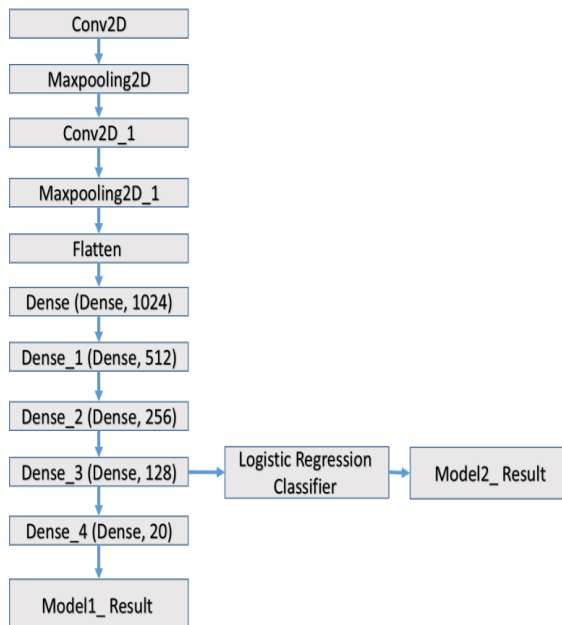 Conv2D
Maxpooling2D
Conv2D_1
Maxpooling2D_1
Flatten
Dense (Dense, 1024)
Dense_1 (Dense, 512)
Dense_2 (Dense, 256)
Dense_3 (Dense, 128)
Logistic Regression
Classifier
Model2_ Result
Dense_4 (Dense, 20)
Model1_ Result